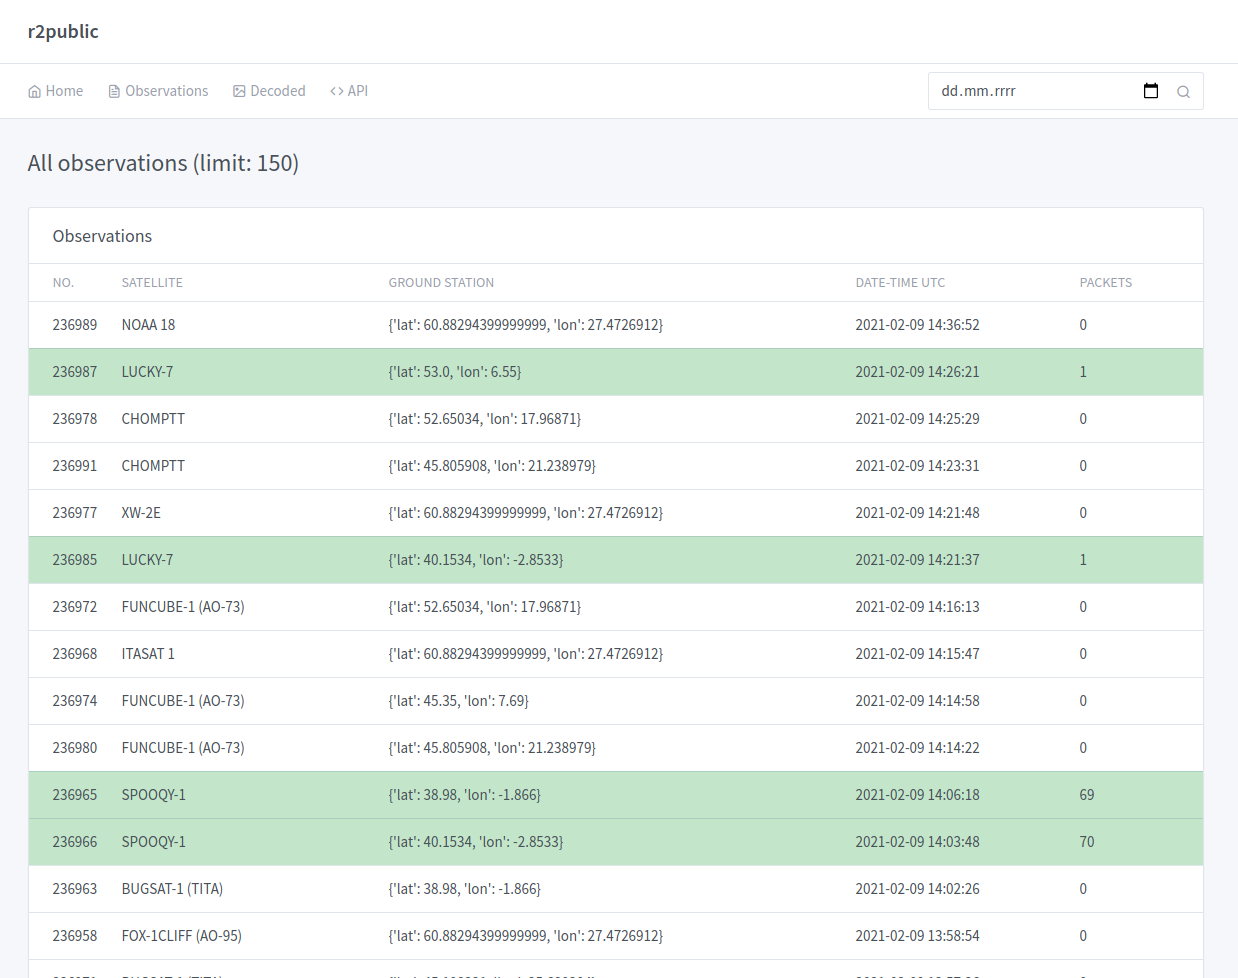 r2public
Home Observations Decoded API dd.mm.rrrr
All observations (limit: 150)
Observations
NO. SATELLITE GROUND STATION DATE-TIME UTC PACKETS
236989 NOAA 18 {'lat': 60.88294399999999, 'lon': 27.4726912} 2021-02-09 14:36:52 0
236987 LUCKY-7 {'lat': 53.0, 'lon': 6.55} 2021-02-09 14:26:21 1
236978 CHOMPTT {'lat': 52.65034, 'lon': 17.96871} 2021-02-09 14:25:29 0
236991 CHOMPTT {'lat': 45.805908, 'lon': 21.238979} 2021-02-09 14:23:31 0
236977 XW-2E {'lat': 60.88294399999999, 'lon': 27.4726912} 2021-02-09 14:21:48 0
236985 LUCKY-7 {'lat': 40.1534, 'lon': -2.8533} 2021-02-09 14:21:37 1
236972 FUNCUBE-1 (AO-73) {'lat': 52.65034, 'lon': 17.96871} 2021-02-09 14:16:13 0
236968 ITASAT 1 {'lat': 60.88294399999999, 'lon': 27.4726912} 2021-02-09 14:15:47 0
236974 FUNCUBE-1 (AO-73) {'lat': 45.35, 'lon': 7.69} 2021-02-09 14:14:58 0
236980 FUNCUBE-1 (AO-73) {'lat': 45.805908, 'lon': 21.238979} 2021-02-09 14:14:22 0
236965 SPOOQY-1 {'lat': 38.98, 'lon': -1.866} 2021-02-09 14:06:18 69
236966 SPOOQY-1 {'lat': 40.1534, 'lon': -2.8533} 2021-02-09 14:03:48 70
236963 BUGSAT-1 (TITA) {'lat': 38.98, 'lon': -1.866} 2021-02-09 14:02:26 0
236958 FOX-1CLIFF (AO-95) {'lat': 60.88294399999999, 'lon': 27.4726912} 2021-02-09 13:58:54 0